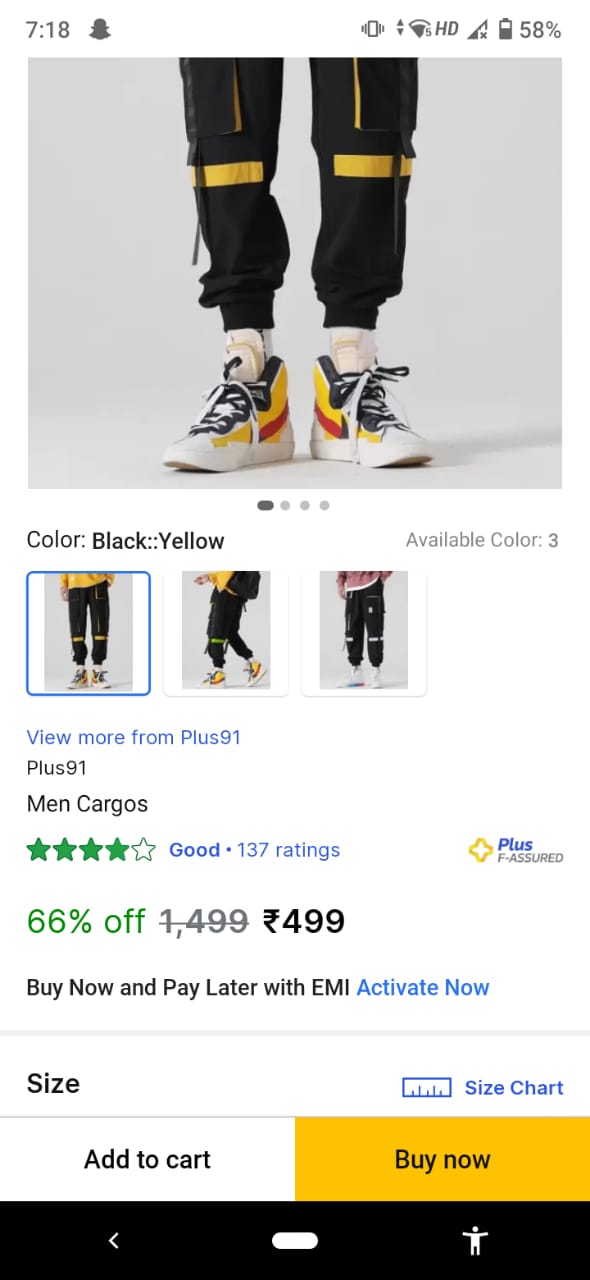 7:18 HD 58%
Color: Black::Yellow Available Color: 3
View more from Plus91
Plus91
Men Cargos
Good • 137 ratings Plus
F-ASSURED
66% off 1,499 ₹499
Buy Now and Pay Later with EMI Activate Now
Size Size Chart
Add to cart Buy now